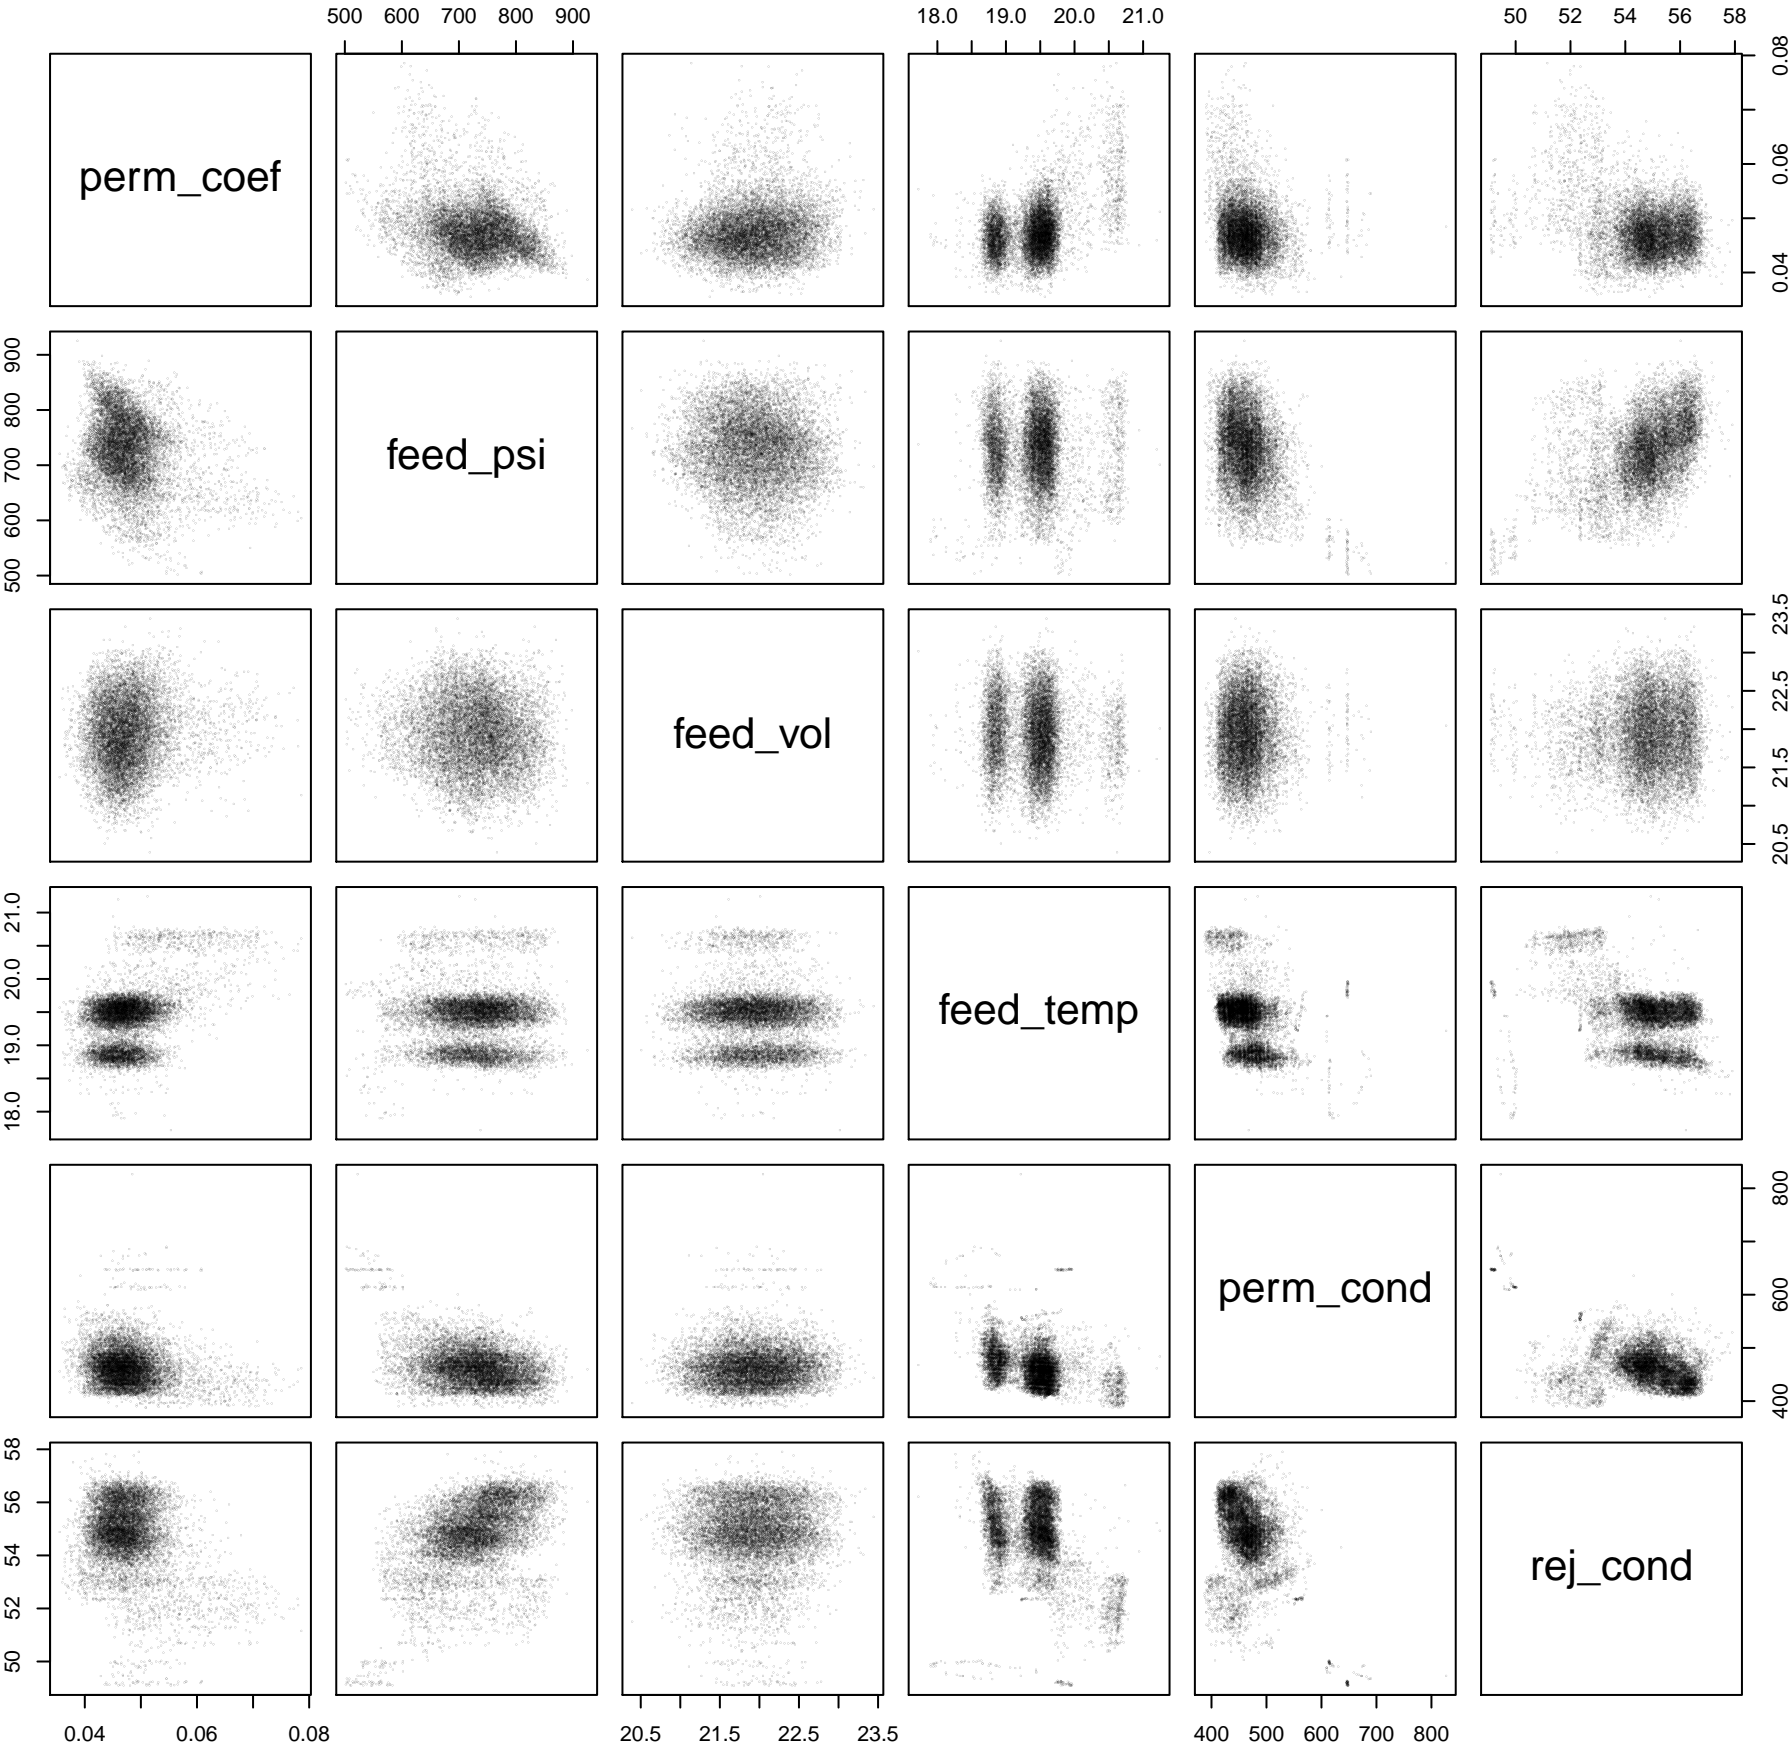 500 600 700 800 900 18.0 19.0 20.0 21.0 50 52 54 56 58
perm_coef
0.04 0.06 0.08
500 600 700 800 900
feed_psi
feed_vol
20.5 21.5 22.5 23.5
18.0 19.0 20.0 21.0
feed_temp
perm_cond
400 600 800
50 52 54 56 58
rej_cond
0.04 0.06 0.08 20.5 21.5 22.5 23.5 400 500 600 700 800